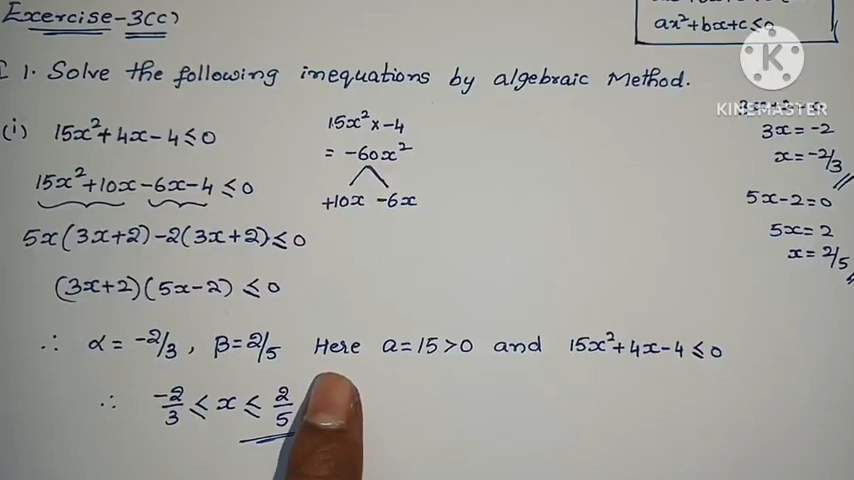 Exercise-3(c)
ax²+bx+c≤0
I 1. Solve the following inequations by algebraic Method.
KINEMASTER
(i) 15x²+4x-4≤0
15x²x-4
= -60x²
+10x -6x
15x²+10x-6x-4≤0
5x(3x+2)-2(3x+2)≤0
(3x+2)(5x-2)≤0
3x=-2
x=-2/3
5x-2=0
5x=2
x=2/5
∴ α=-2/3, β=2/5 Here a=15>0 and 15x²+4x-4≤0
∴ -2/3≤x≤2/5